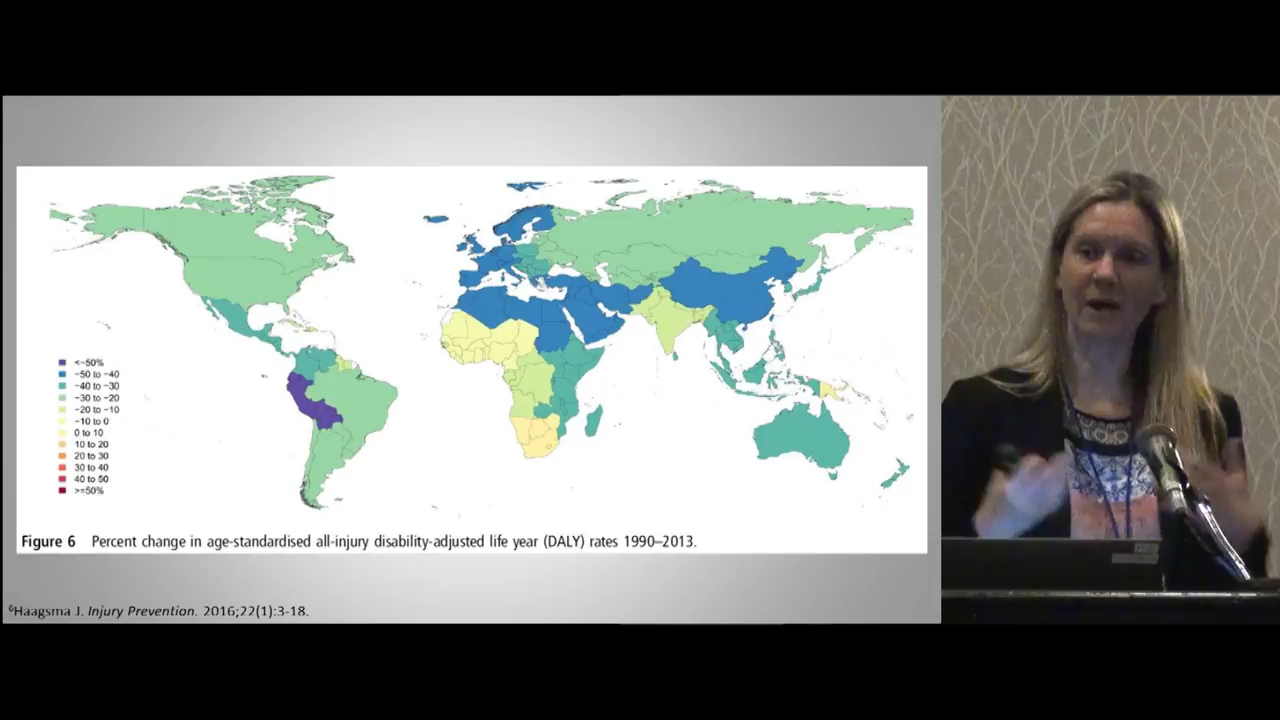 <-50%
-50 to -40
-40 to -30
-30 to -20
-20 to -10
-10 to 0
0 to 10
10 to 20
20 to 30
30 to 40
40 to 50
>=50%
Figure 6 Percent change in age-standardised all-injury disability-adjusted life year (DALY) rates 1990–2013.
⁶Haagsma J. Injury Prevention. 2016;22(1):3-18.